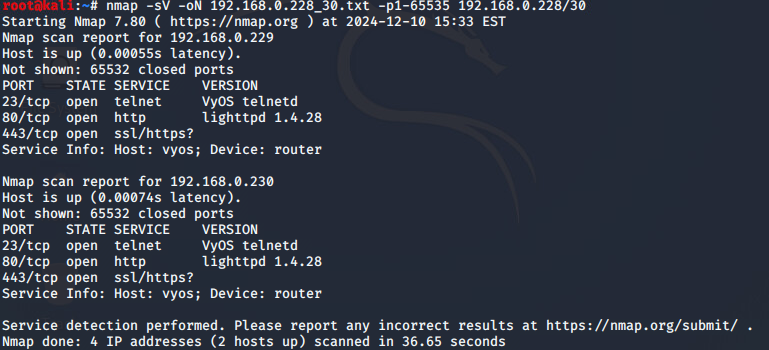 root@kali:~# nmap -sV -oN 192.168.0.228_30.txt -p1-65535 192.168.0.228/30
Starting Nmap 7.80 ( https://nmap.org ) at 2024-12-10 15:33 EST
Nmap scan report for 192.168.0.229
Host is up (0.00055s latency).
Not shown: 65532 closed ports
PORT    STATE SERVICE    VERSION
23/tcp  open  telnet     VyOS telnetd
80/tcp  open  http       lighttpd 1.4.28
443/tcp open  ssl/https?
Service Info: Host: vyos; Device: router

Nmap scan report for 192.168.0.230
Host is up (0.00074s latency).
Not shown: 65532 closed ports
PORT    STATE SERVICE    VERSION
23/tcp  open  telnet     VyOS telnetd
80/tcp  open  http       lighttpd 1.4.28
443/tcp open  ssl/https?
Service Info: Host: vyos; Device: router

Service detection performed. Please report any incorrect results at https://nmap.org/submit/ .
Nmap done: 4 IP addresses (2 hosts up) scanned in 36.65 seconds